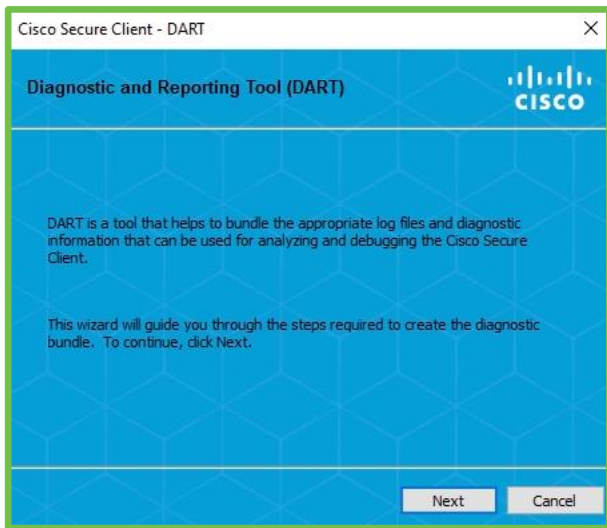 Cisco Secure Client - DART
Diagnostic and Reporting Tool (DART)
CISCO
DART is a tool that helps to bundle the appropriate log files and diagnostic
information that can be used for analyzing and debugging the Cisco Secure
Client.
This wizard will guide you through the steps required to create the diagnostic
bundle. To continue, click Next.
Next
Cancel